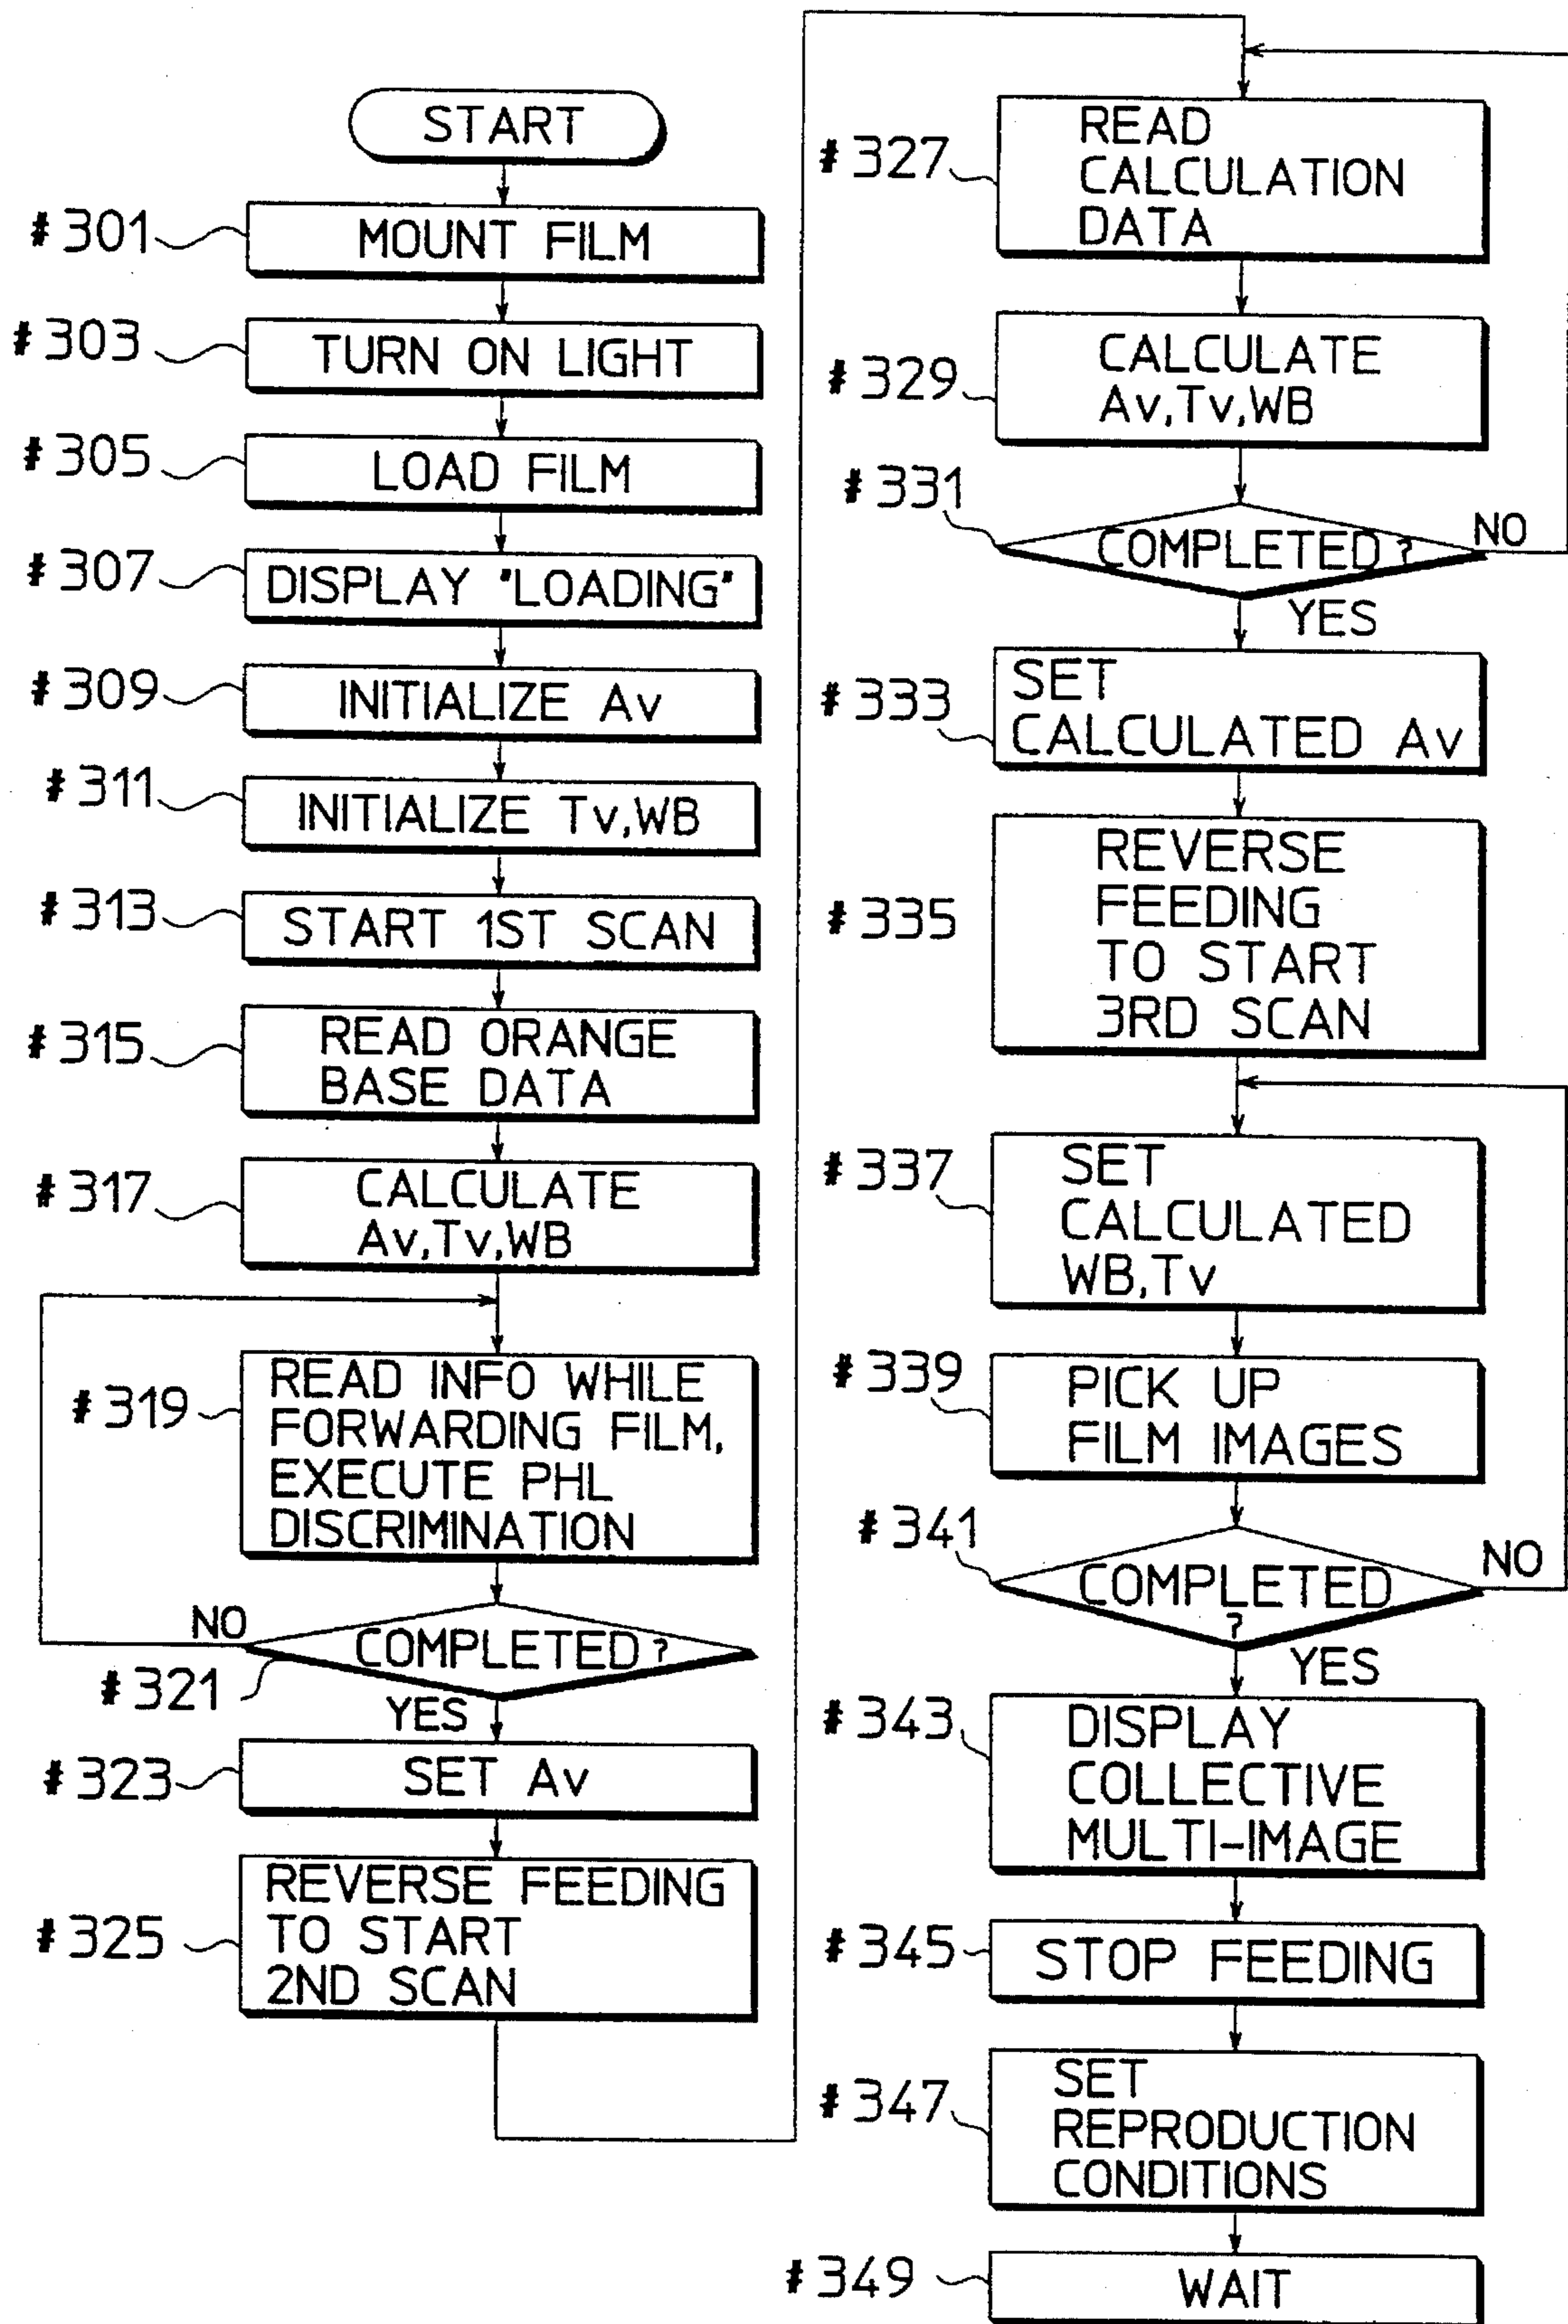 START
#301
MOUNT FILM
#303
TURN ON LIGHT
#305
LOAD FILM
#307
DISPLAY "LOADING"
#309
INITIALIZE Av
#311
INITIALIZE Tv,WB
#313
START 1ST SCAN
#315
READ ORANGE
BASE DATA
#317
CALCULATE
Av,Tv,WB
#319
READ INFO WHILE
FORWARDING FILM,
EXECUTE PHL
DISCRIMINATION
NO
COMPLETED?
#321
YES
#323
SET Av
#325
REVERSE FEEDING
TO START
2ND SCAN
#327
READ
CALCULATION
DATA
#329
CALCULATE
Av,Tv,WB
#331
COMPLETED?
NO
YES
#333
SET
CALCULATED Av
#335
REVERSE
FEEDING
TO START
3RD SCAN
#337
SET
CALCULATED
WB,Tv
#339
PICK UP
FILM IMAGES
#341
COMPLETED
?
NO
YES
#343
DISPLAY
COLLECTIVE
MULTI-IMAGE
#345
STOP FEEDING
#347
SET
REPRODUCTION
CONDITIONS
#349
WAIT